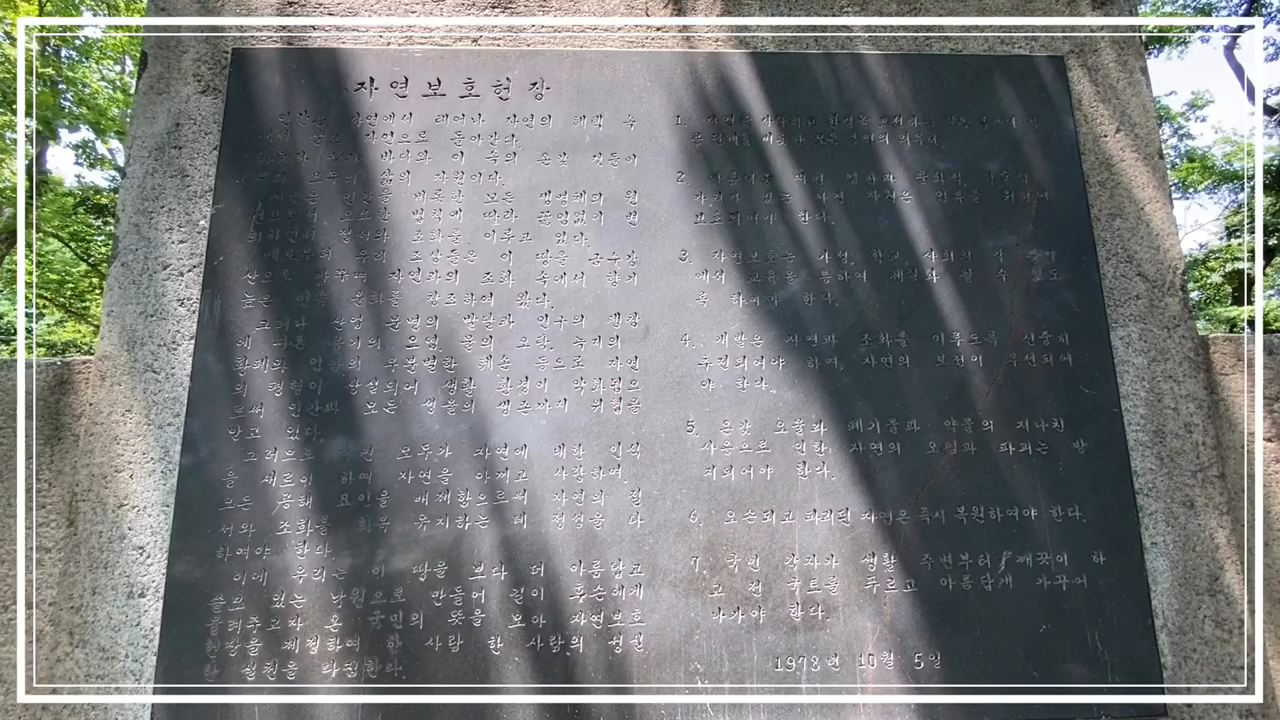 자연보호헌장
인간은 자연에서 태어나 자연의 혜택 속
에서 살고 자연으로 돌아간다.
하늘과 땅과 바다와 이 속의 온갖 것들이
우리 모두의 삶의 자원이다.
자연은 인간을 비롯한 모든 생명체의 원
천으로서 오묘한 법칙에 따라 끊임없이 변
화하면서 질서와 조화를 이루고 있다.
예로부터 우리 조상들은 이 땅을 금수강
산으로 가꾸며 자연과의 조화 속에서 향기
높은 민족 문화를 창조하여 왔다.
그러나 산업 문명의 발달과 인구의 팽창
에 따른 공기의 오염, 물의 오탁, 녹지의
황폐와 인간의 무분별한 훼손 등으로 자연
의 평형이 상실되어 생활 환경이 악화됨으
로써 인간과 모든 생물의 생존까지 위협을
받고 있다.
그러므로 국민 모두가 자연에 대한 인식
을 새로이 하여 자연을 아끼고 사랑하며,
모든 공해 요인을 배제함으로써 자연의 질
서와 조화를 회복 유지하는 데 정성을 다
하여야 한다.
이에 우리는 이 땅을 보다 더 아름답고
쓸모 있는 낙원으로 만들어 길이 후손에게
물려주고자 온 국민의 뜻을 모아 자연보호
헌장을 제정하여 한 사람 한 사람의 성실
한 실천을 다짐한다.
1. 자연을 사랑하고 환경을 보전하는 일은
모든 국민의 의무다.
2. 아름다운 자연 경관과 문화적, 학술적
가치가 있는 자연 자원은 인류를 위하여
보호되어야 한다.
3. 자연보호는 가정, 학교, 사회의 각 분야
에서 교육을 통하여 체질화 될 수 있도
록 하여야 한다.
4. 개발은 자연과 조화를 이루도록 신중히
추진되어야 하며, 자연의 보전이 우선되어
야 한다.
5. 온갖 오물과 폐기물과 약물의 지나친
사용으로 인한 자연의 오염과 파괴는 방
지되어야 한다.
6. 오손되고 파괴된 자연은 즉시 복원하여야 한다.
7. 국민 각자가 생활 주변부터 깨끗이 하
고 전 국토를 푸르고 아름답게 가꾸어
나가야 한다.
1978년 10월 5일